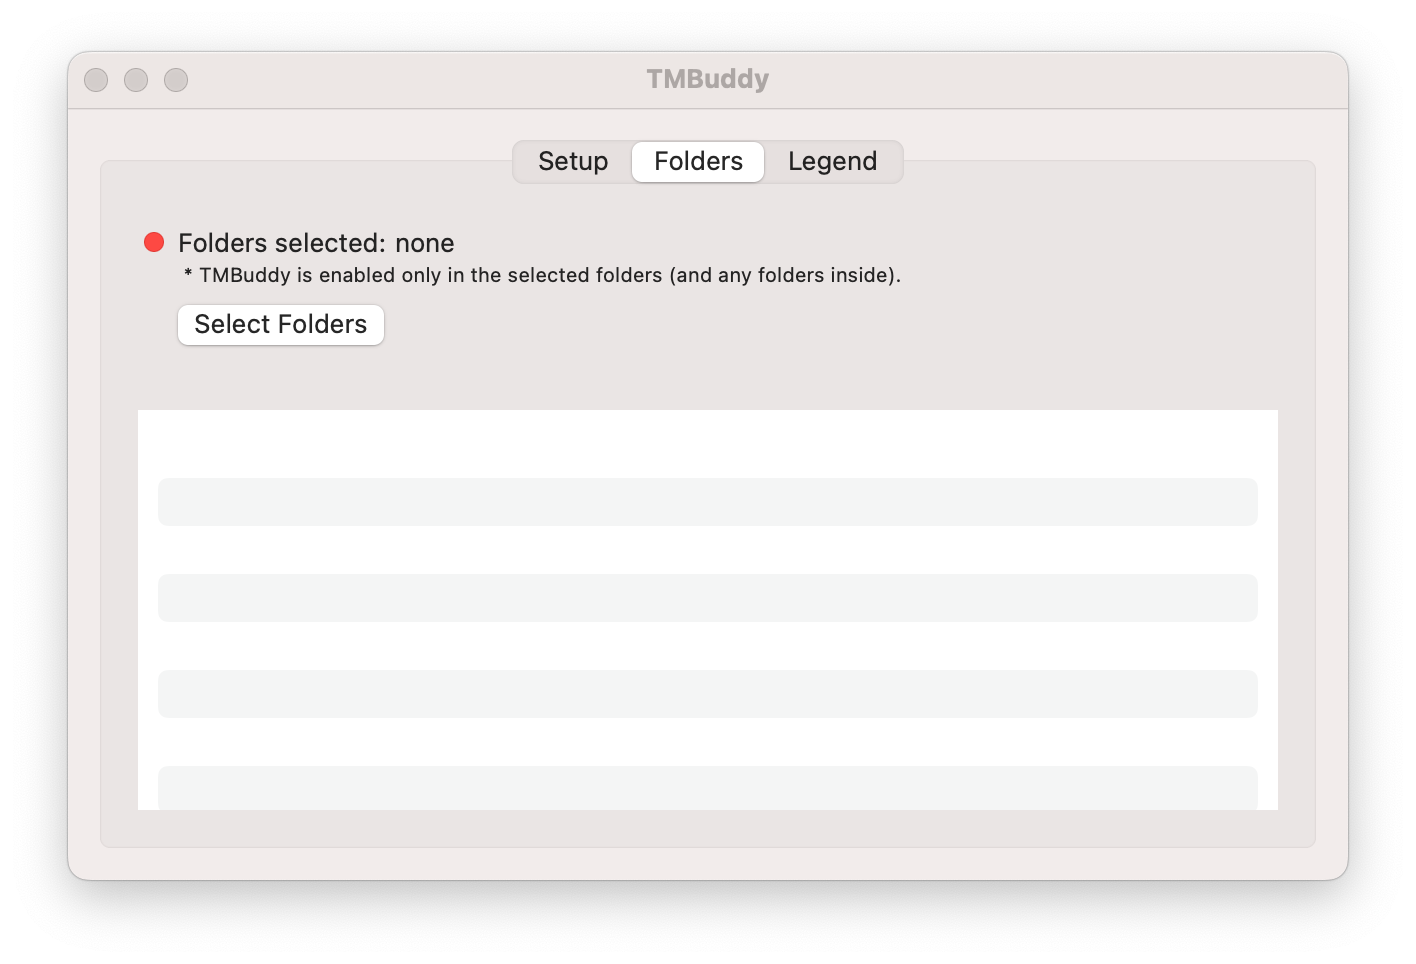 TMBuddy
Setup Folders Legend
Folders selected: none
* TMBuddy is enabled only in the selected folders (and any folders inside).
Select Folders